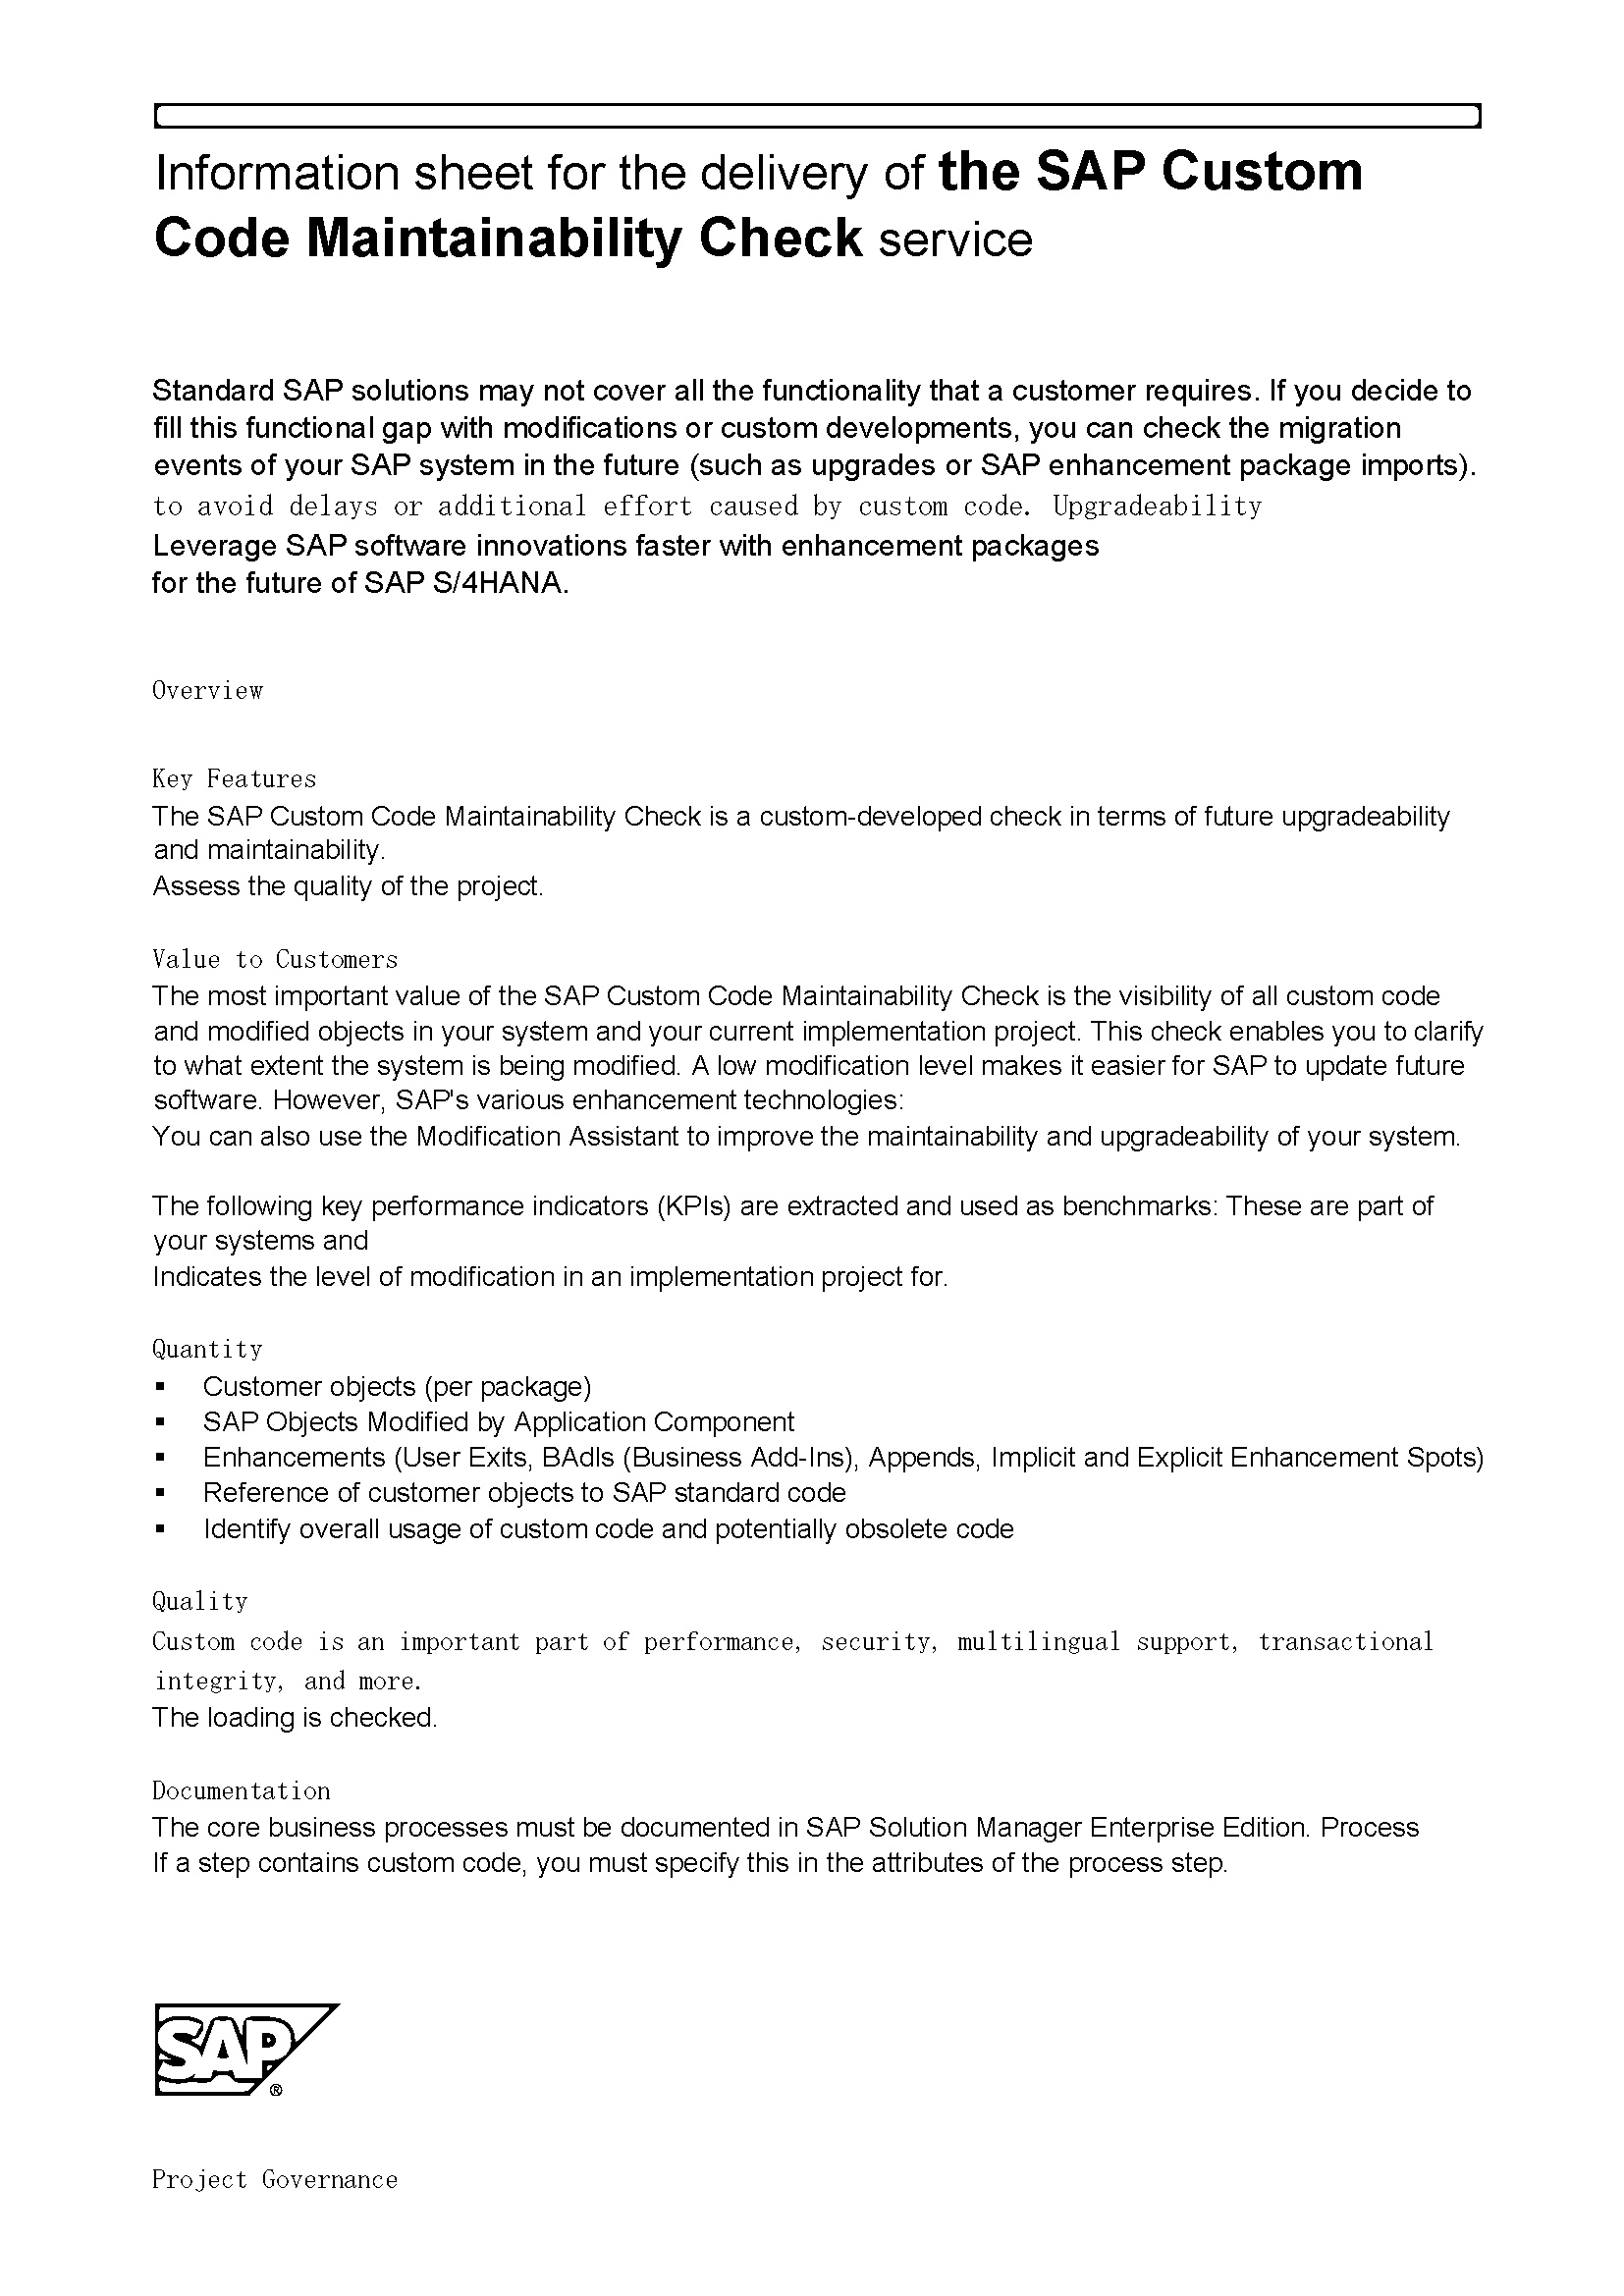 Information sheet for the delivery of the SAP Custom
Code Maintainability Check service
Standard SAP solutions may not cover all the functionality that a customer requires. If you decide to
fill this functional gap with modifications or custom developments, you can check the migration
events of your SAP system in the future (such as upgrades or SAP enhancement package imports).
to avoid delays or additional effort caused by custom code. Upgradeability
Leverage SAP software innovations faster with enhancement packages
for the future of SAP S/4HANA.
Overview
Key Features
The SAP Custom Code Maintainability Check is a custom-developed check in terms of future upgradeability
and maintainability.
Assess the quality of the project.
Value to Customers
The most important value of the SAP Custom Code Maintainability Check is the visibility of all custom code
and modified objects in your system and your current implementation project. This check enables you to clarify
to what extent the system is being modified. A low modification level makes it easier for SAP to update future
software. However, SAP's various enhancement technologies:
You can also use the Modification Assistant to improve the maintainability and upgradeability of your system.
The following key performance indicators (KPIs) are extracted and used as benchmarks: These are part of
your systems and
Indicates the level of modification in an implementation project for.
Quantity
▪ Customer objects (per package)
▪ SAP Objects Modified by Application Component
▪ Enhancements (User Exits, BAdIs (Business Add-Ins), Appends, Implicit and Explicit Enhancement Spots)
▪ Reference of customer objects to SAP standard code
▪ Identify overall usage of custom code and potentially obsolete code
Quality
Custom code is an important part of performance, security, multilingual support, transactional
integrity, and more.
The loading is checked.
Documentation
The core business processes must be documented in SAP Solution Manager Enterprise Edition. Process
If a step contains custom code, you must specify this in the attributes of the process step.
SAP ®
Project Governance